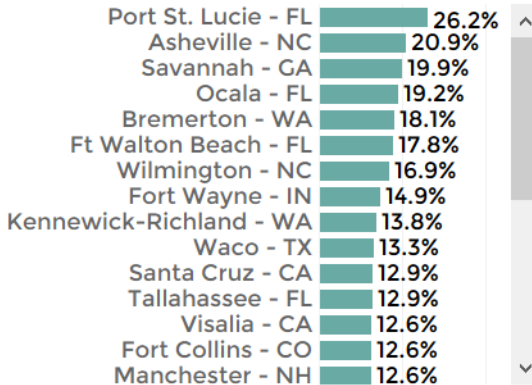 Port St. Lucie - FL 26.2%
Asheville - NC 20.9%
Savannah - GA 19.9%
Ocala - FL 19.2%
Bremerton - WA 18.1%
Ft Walton Beach - FL 17.8%
Wilmington - NC 16.9%
Fort Wayne - IN 14.9%
Kennewick-Richland - WA 13.8%
Waco - TX 13.3%
Santa Cruz - CA 12.9%
Tallahassee - FL 12.9%
Visalia - CA 12.6%
Fort Collins - CO 12.6%
Manchester - NH 12.6%